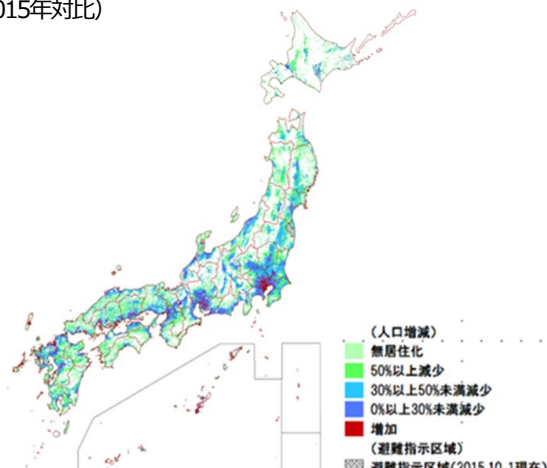 015年対比）
（人口増減）
無居住化
50%以上減少
30%以上50%未満減少
0%以上30%未満減少
増加
（避難指示区域）
避難指示区域(2015.10.1現在)